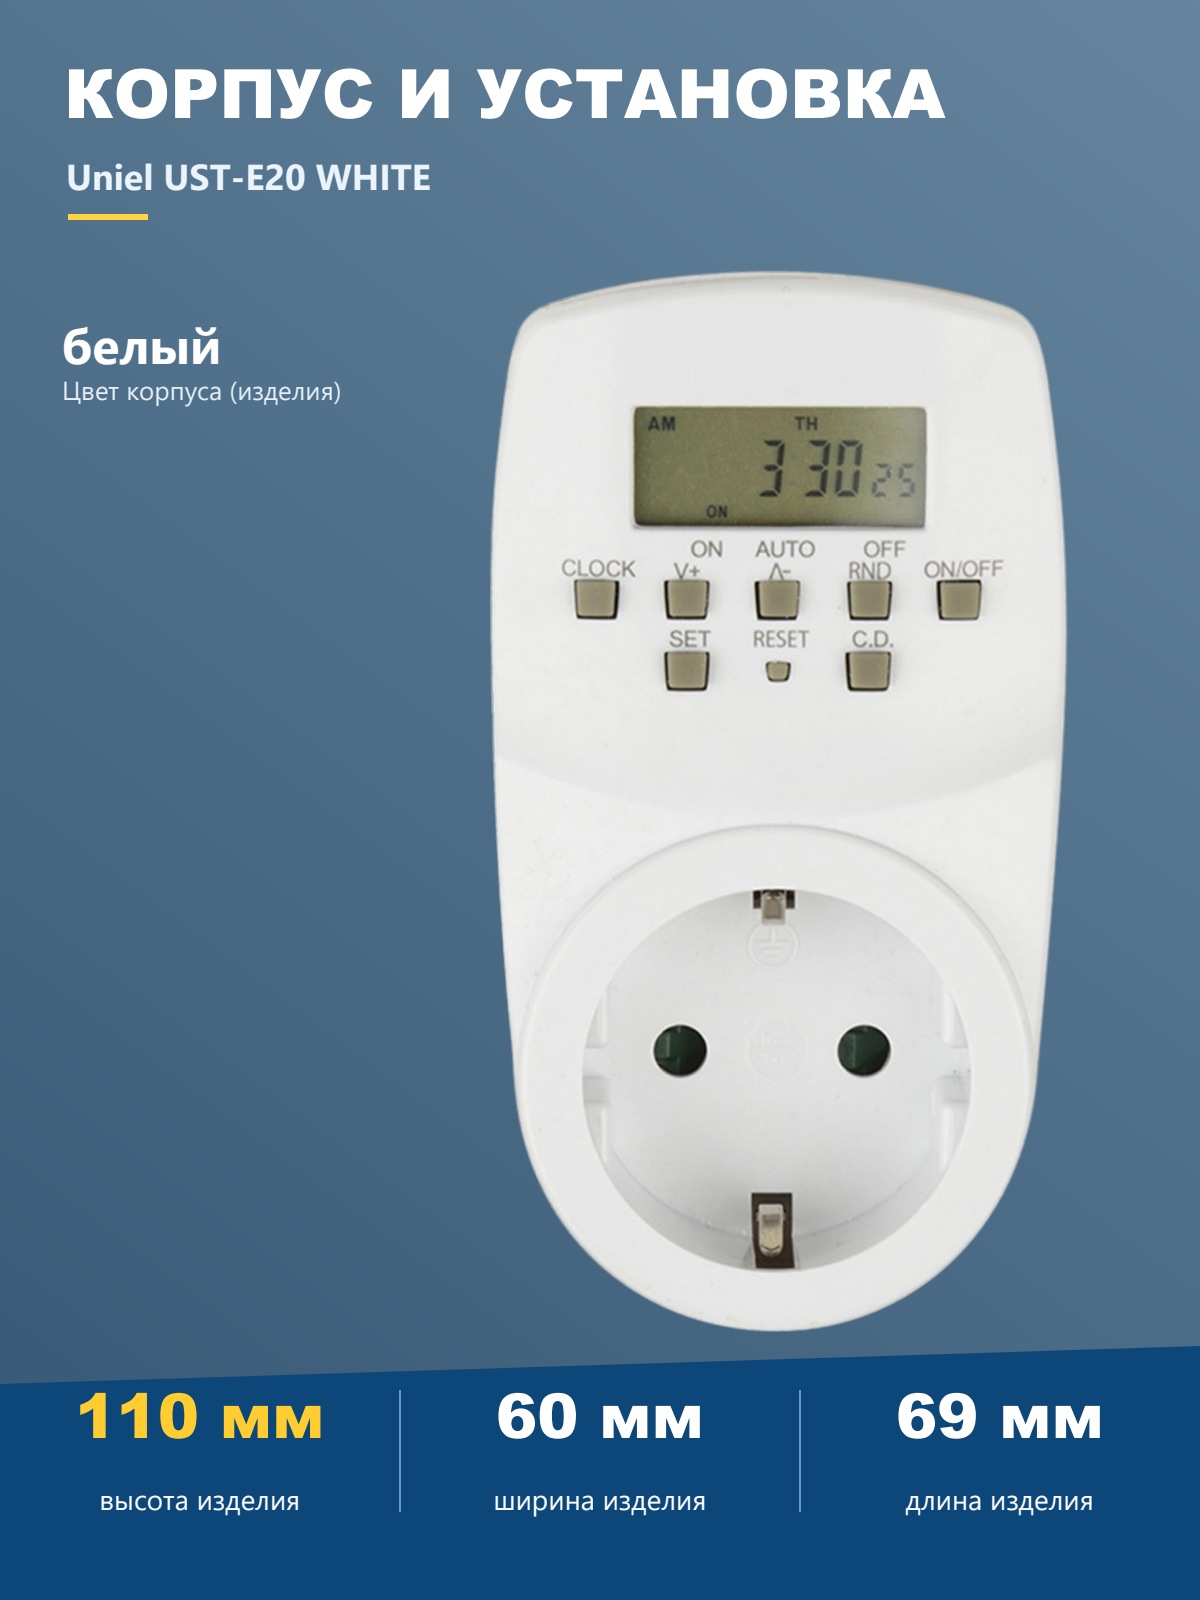 КОРПУС И УСТАНОВКА
Uniel UST-E20 WHITE
белый
Цвет корпуса (изделия)
AM TH
3 30 25
ON
ON AUTO OFF
CLOCK V+ Λ- RND ON/OFF
SET RESET C.D.
110 мм 60 мм 69 мм
высота изделия ширина изделия длина изделия